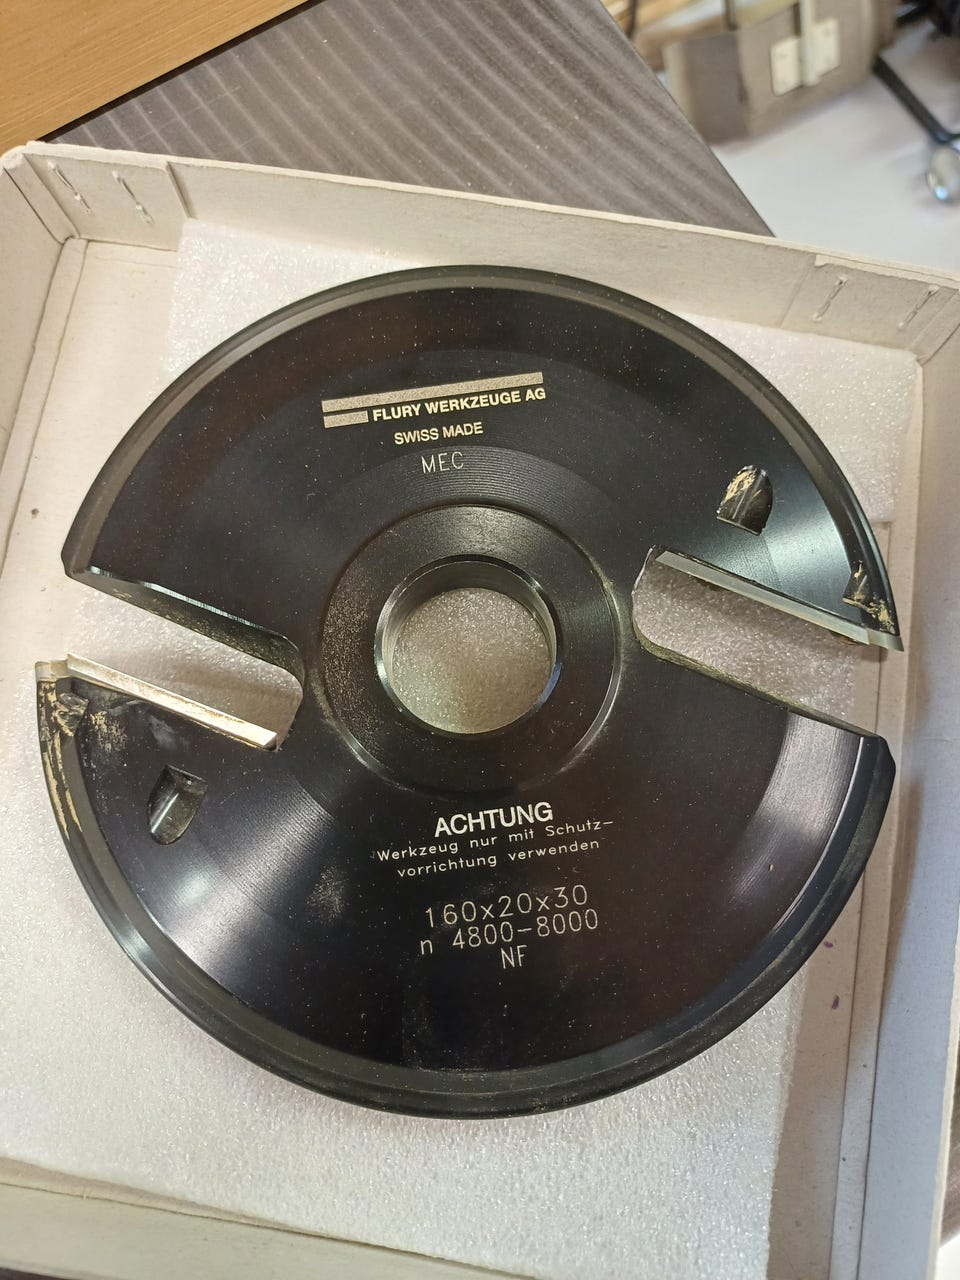 FLURY WERKZEUGE AG
SWISS MADE
MEC
ACHTUNG
Werkzeug nur mit Schutz-
vorrichtung verwenden
160x20x30
n 4800-8000
NF